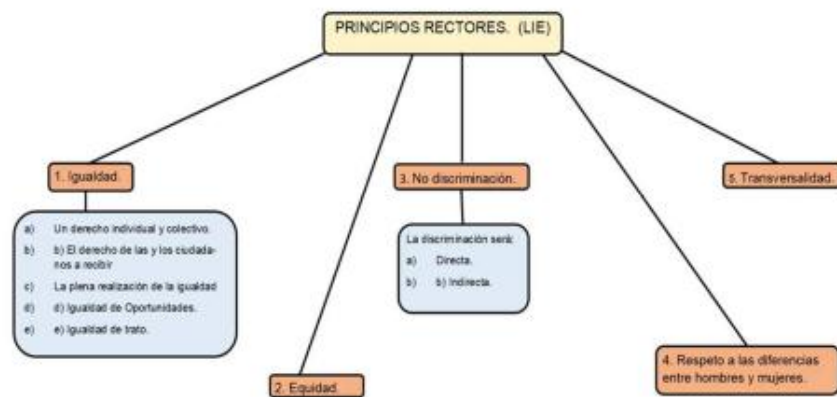 PRINCIPIOS RECTORES. (LIE)
1. Igualdad.
a) Un derecho individual y colectivo.
b) b) El derecho de las y los ciudada-
nos a recibir
c) La plena realización de la igualdad
d) d) Igualdad de Oportunidades.
e) e) Igualdad de trato.
2. Equidad.
3. No discriminación.
La discriminación será:
a) Directa.
b) b) Indirecta.
4. Respeto a las diferencias
entre hombres y mujeres.
5. Transversalidad.